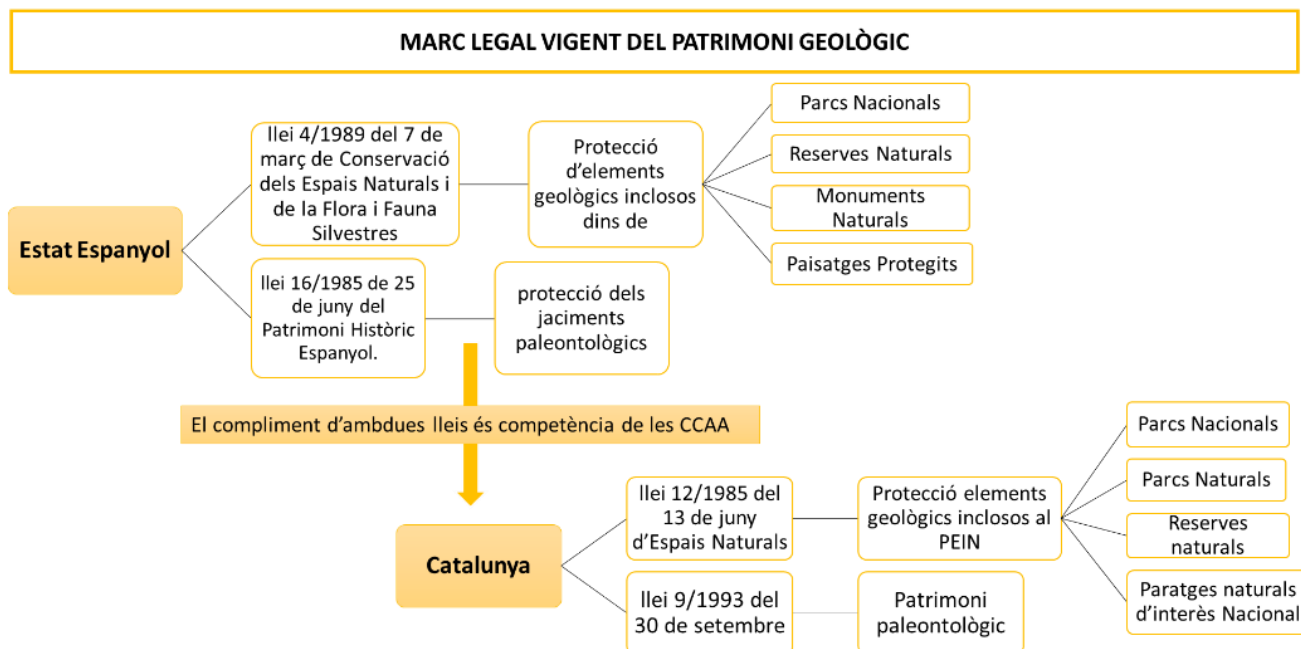 MARC LEGAL VIGENT DEL PATRIMONI GEOLÒGIC
Estat Espanyol
llei 4/1989 del 7 de
març de Conservació
dels Espais Naturals i
de la Flora i Fauna
Silvestres
Protecció
d’elements
geològics inclosos
dins de
Parcs Nacionals
Reserves Naturals
Monuments
Naturals
Paisatges Protegits
llei 16/1985 de 25
de juny del
Patrimoni Històric
Espanyol.
protecció dels
jaciments
paleontològics
El compliment d’ambdues lleis és competència de les CCAA
Catalunya
llei 12/1985 del
13 de juny
d’Espais Naturals
Protecció elements
geològics inclosos al
PEIN
Parcs Nacionals
Parcs Naturals
Reserves
naturals
Paratges naturals
d’interès Nacional
llei 9/1993 del
30 de setembre
Patrimoni
paleontològic